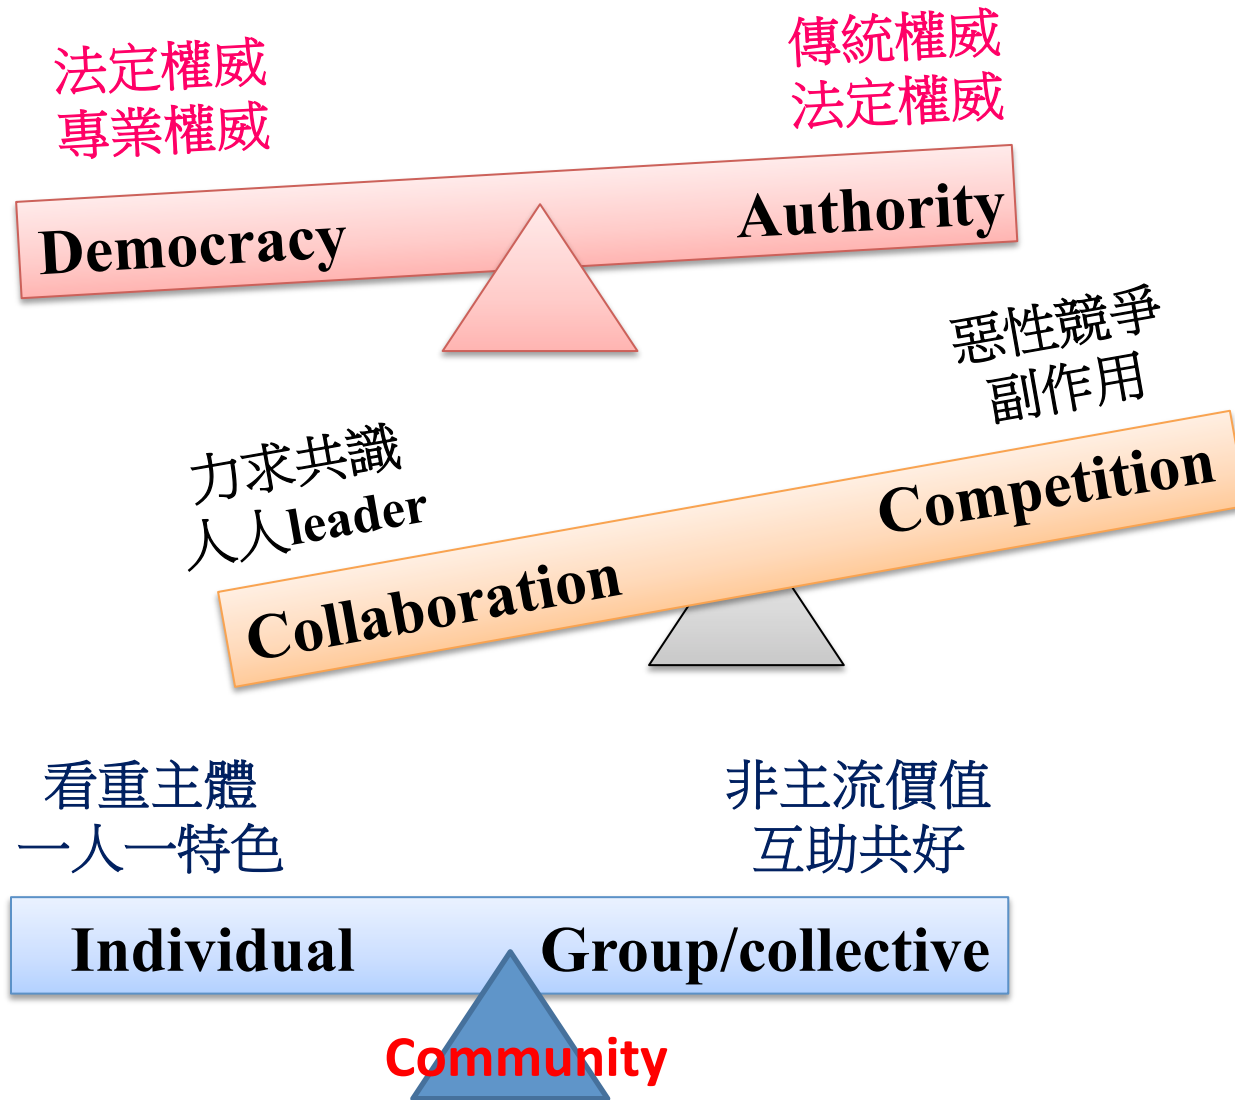 法定權威
專業權威
傳統權威
法定權威
Democracy
Authority
惡性競爭
副作用
力求共識
人人leader
Competition
Collaboration
看重主體
一人一特色
非主流價值
互助共好
Individual
Group/collective
Community